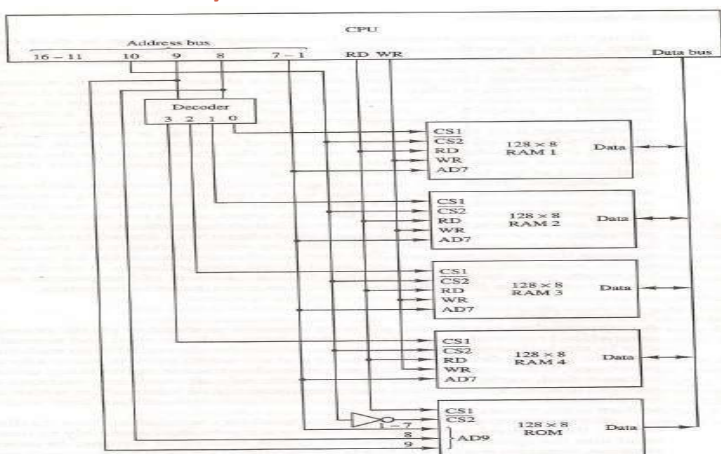 CPU
Address bus
16 – 11 10 9 8 7 – 1 RD WR Data bus
Decoder
3 2 1 0
CS1
CS2
RD
WR
AD7
128 × 8
RAM 1
Data
CS1
CS2
RD
WR
AD7
128 × 8
RAM 2
Data
CS1
CS2
RD
WR
AD7
128 × 8
RAM 3
Data
CS1
CS2
RD
WR
AD7
128 × 8
RAM 4
Data
CS1
CS2
1 – 7
8
9
AD9
128 × 8
ROM
Data